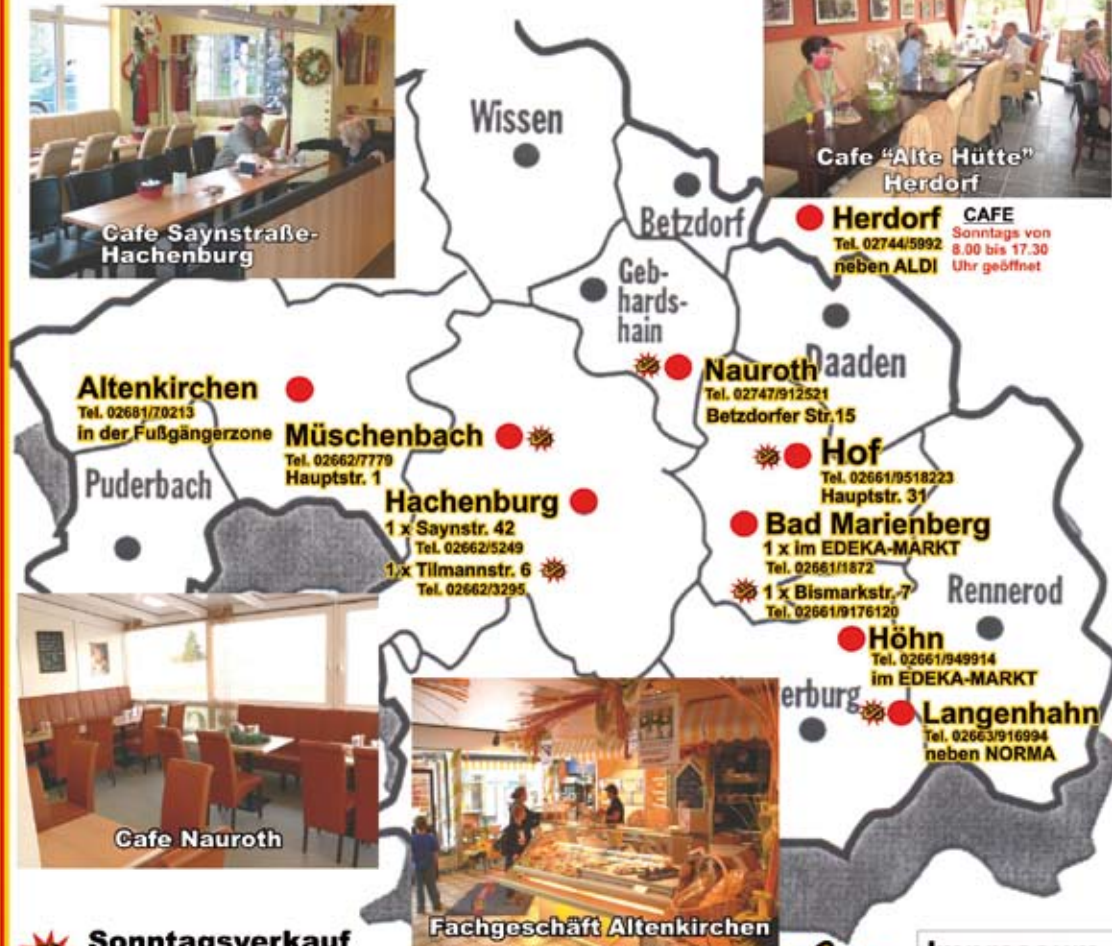 Cafe Saynstraße-
Hachenburg
Wissen
Cafe "Alte Hütte"
Herdorf
Betzdorf
Herdorf
Tel. 02744/5992
neben ALDI
CAFE
Sonntags von
8.00 bis 17.30
Uhr geöffnet
Geb-
hards-
hain
Daaden
Nauroth
Tel. 02747/912521
Betzdorfer Str.15
Altenkirchen
Tel. 02681/70213
in der Fußgängerzone
Müschenbach
Tel. 02662/7779
Hauptstr. 1
Hof
Tel. 02661/9518223
Hauptstr. 31
Puderbach
Hachenburg
1 x Saynstr. 42
Tel. 02662/5249
1 x Tilmannstr. 6
Tel. 02662/3295
Bad Marienberg
1 x im EDEKA-MARKT
Tel. 02661/1872
1 x Bismarkstr. 7
Tel. 02661/9176120
Rennerod
Höhn
Tel. 02661/949914
im EDEKA-MARKT
erburg
Langenhahn
Tel. 02663/916994
neben NORMA
Cafe Nauroth
Fachgeschäft Altenkirchen
Sonntagsverkauf